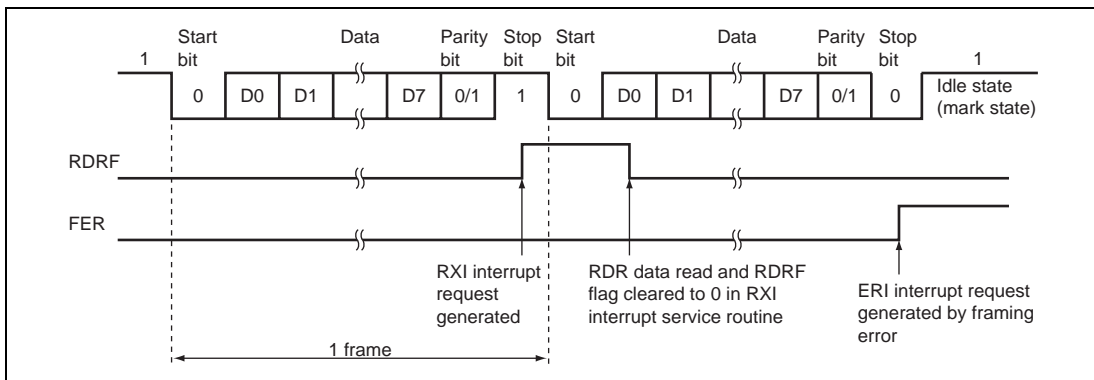 1
Start
bit
Data
Parity
bit
Stop
bit
Start
bit
Data
Parity
bit
Stop
bit
1
0 D0 D1 D7 0/1 1 0 D0 D1 D7 0/1 0
Idle state
(mark state)
RDRF
FER
RXI interrupt
request
generated
RDR data read and RDRF
flag cleared to 0 in RXI
interrupt service routine
ERI interrupt request
generated by framing
error
1 frame